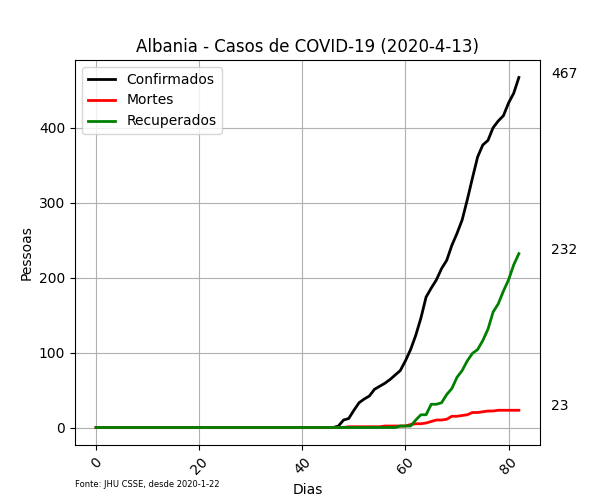 Albania - Casos de COVID-19 (2020-4-13)
Confirmados
Mortes
Recuperados
467
232
23
Pessoas
400
300
200
100
0
0
20
40
60
80
Dias
Fonte: JHU CSSE, desde 2020-1-22